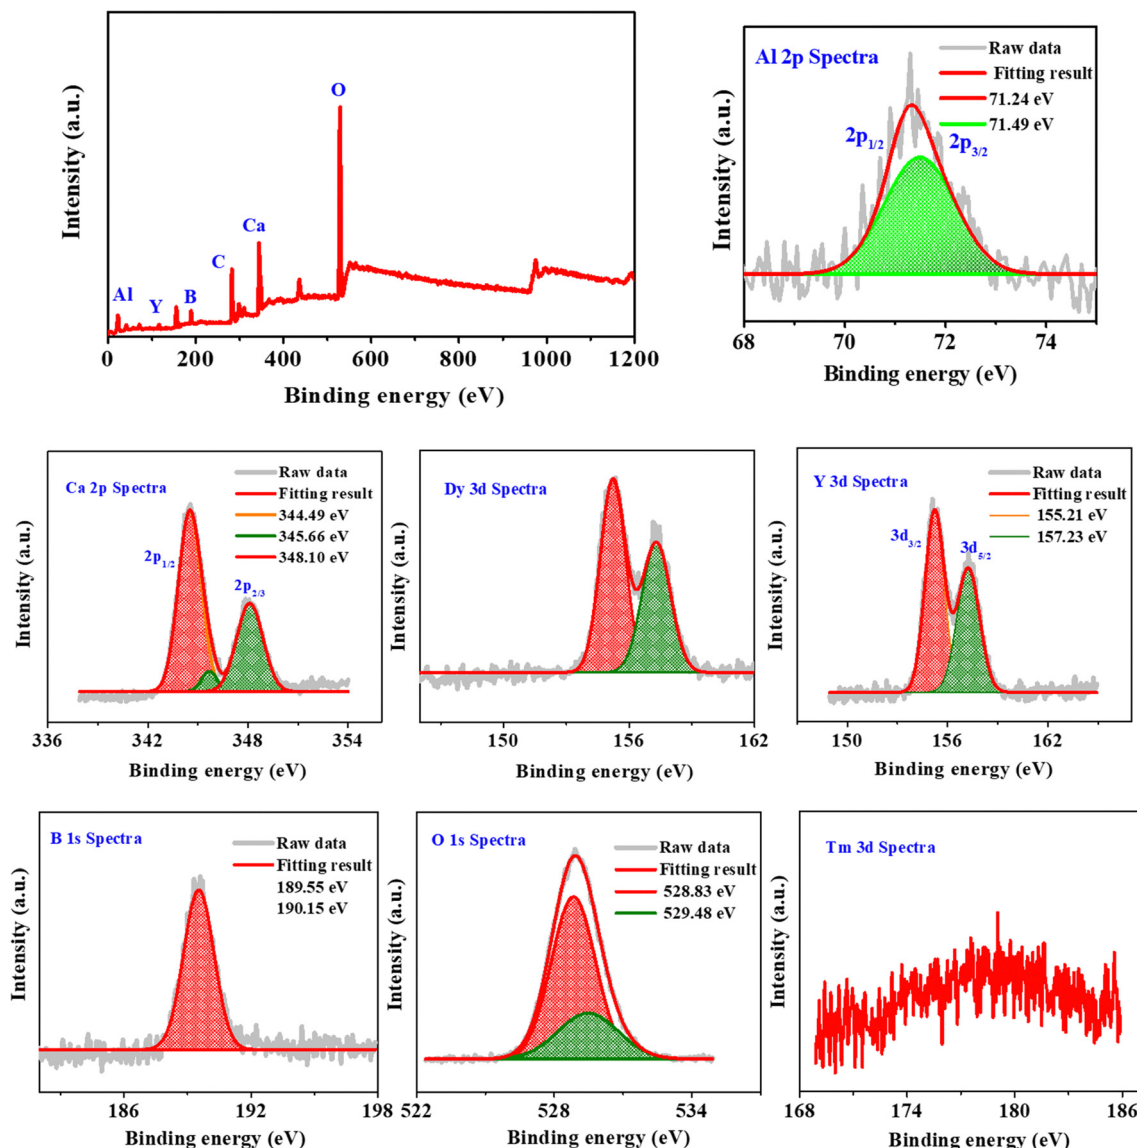 Intensity (a.u.)
O
Ca
C
Al
Y
B
0 200 400 600 800 1000 1200
Binding energy (eV)
Intensity (a.u.)
Al 2p Spectra
Raw data
Fitting result
71.24 eV
71.49 eV
2p1/2
2p3/2
68 70 72 74
Binding energy (eV)
Intensity (a.u.)
Ca 2p Spectra
Raw data
Fitting result
344.49 eV
345.66 eV
348.10 eV
2p1/2
2p2/3
336 342 348 354
Binding energy (eV)
Intensity (a.u.)
Dy 3d Spectra
150 156 162
Binding energy (eV)
Intensity (a.u.)
Y 3d Spectra
Raw data
Fitting result
155.21 eV
157.23 eV
3d3/2
3d5/2
150 156 162
Binding energy (eV)
Intensity (a.u.)
B 1s Spectra
Raw data
Fitting result
189.55 eV
190.15 eV
186 192 198
Binding energy (eV)
Intensity (a.u.)
O 1s Spectra
Raw data
Fitting result
528.83 eV
529.48 eV
522 528 534
Binding energy (eV)
Intensity (a.u.)
Tm 3d Spectra
168 174 180 186
Binding energy (eV)